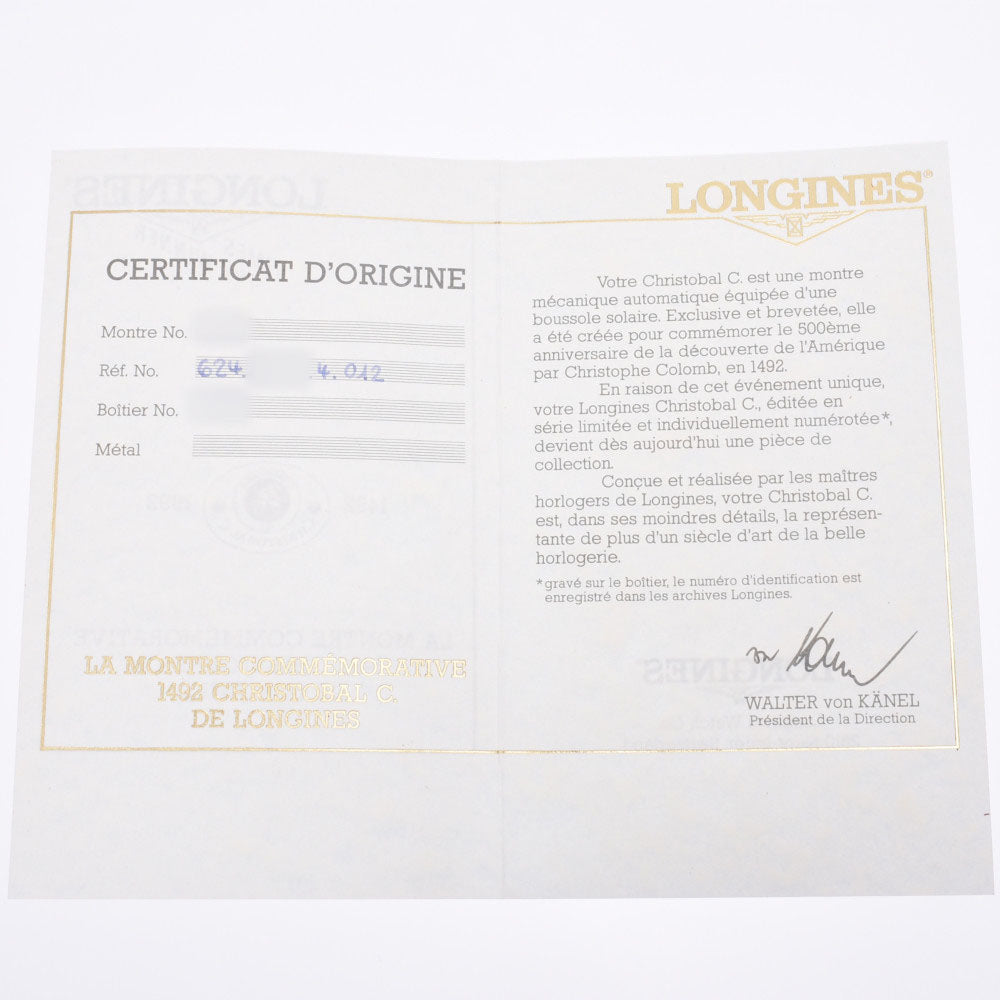 CERTIFICAT D'ORIGINE
Montre No.
Réf. No. 624. 4.012
Boîtier No.
Métal
LA MONTRE COMMÉMORATIVE
1492 CHRISTOBAL C.
DE LONGINES
LONGINES®
Votre Christobal C. est une montre
mécanique automatique équipée d'une
boussole solaire. Exclusive et brevetée, elle
a été créée pour commémorer le 500ème
anniversaire de la découverte de l'Amérique
par Christophe Colomb, en 1492.
En raison de cet événement unique,
votre Longines Christobal C., éditée en
série limitée et individuellement numérotée*,
devient dès aujourd'hui une pièce de
collection.
Conçue et réalisée par les maîtres
horlogers de Longines, votre Christobal C.
est, dans ses moindres détails, la représen-
tante de plus d'un siècle d'art de la belle
horlogerie.
*gravé sur le boîtier, le numéro d'identification est
enregistré dans les archives Longines.
WALTER von KÄNEL
Président de la Direction